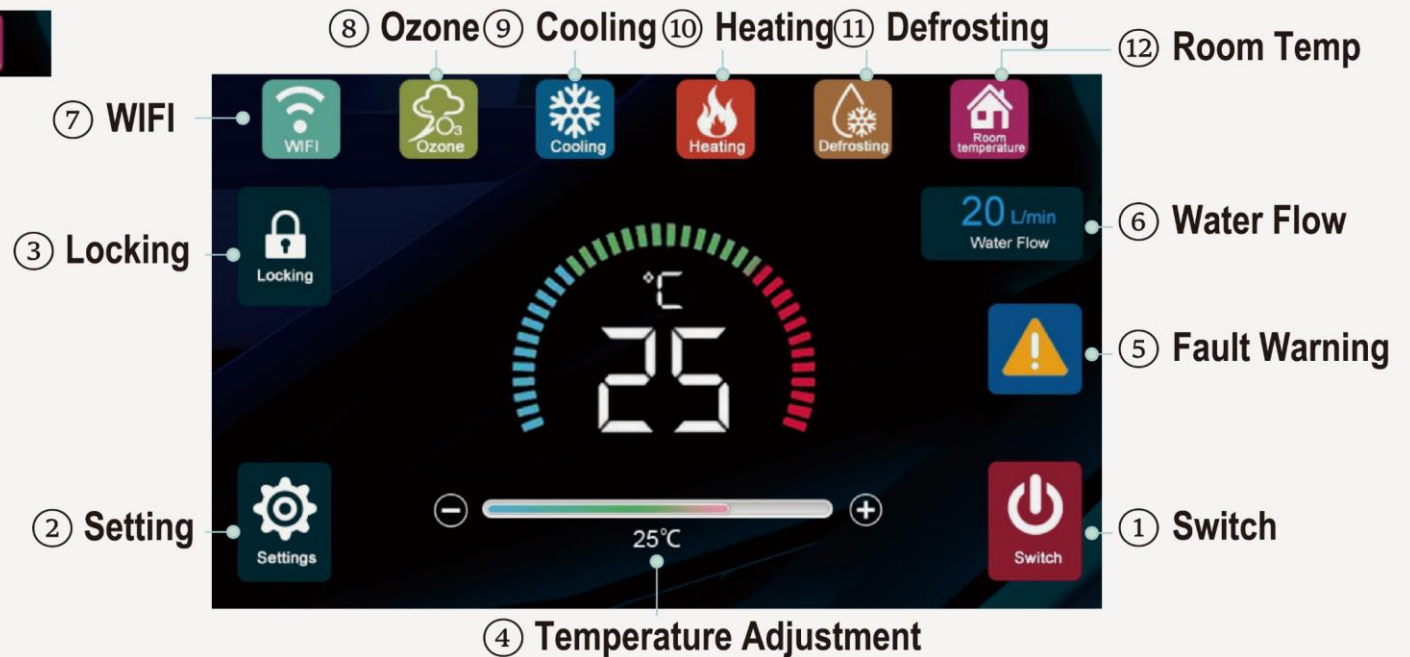 ⑧ Ozone ⑨ Cooling ⑩ Heating ⑪ Defrosting
⑫ Room Temp
⑦ WIFI
WIFI
O3
Ozone
Cooling
Heating
Defrosting
Room
temperature
③ Locking
Locking
20 L/min
Water Flow
⑥ Water Flow
°C
25
⑤ Fault Warning
② Setting
Settings
25℃
Switch
① Switch
④ Temperature Adjustment